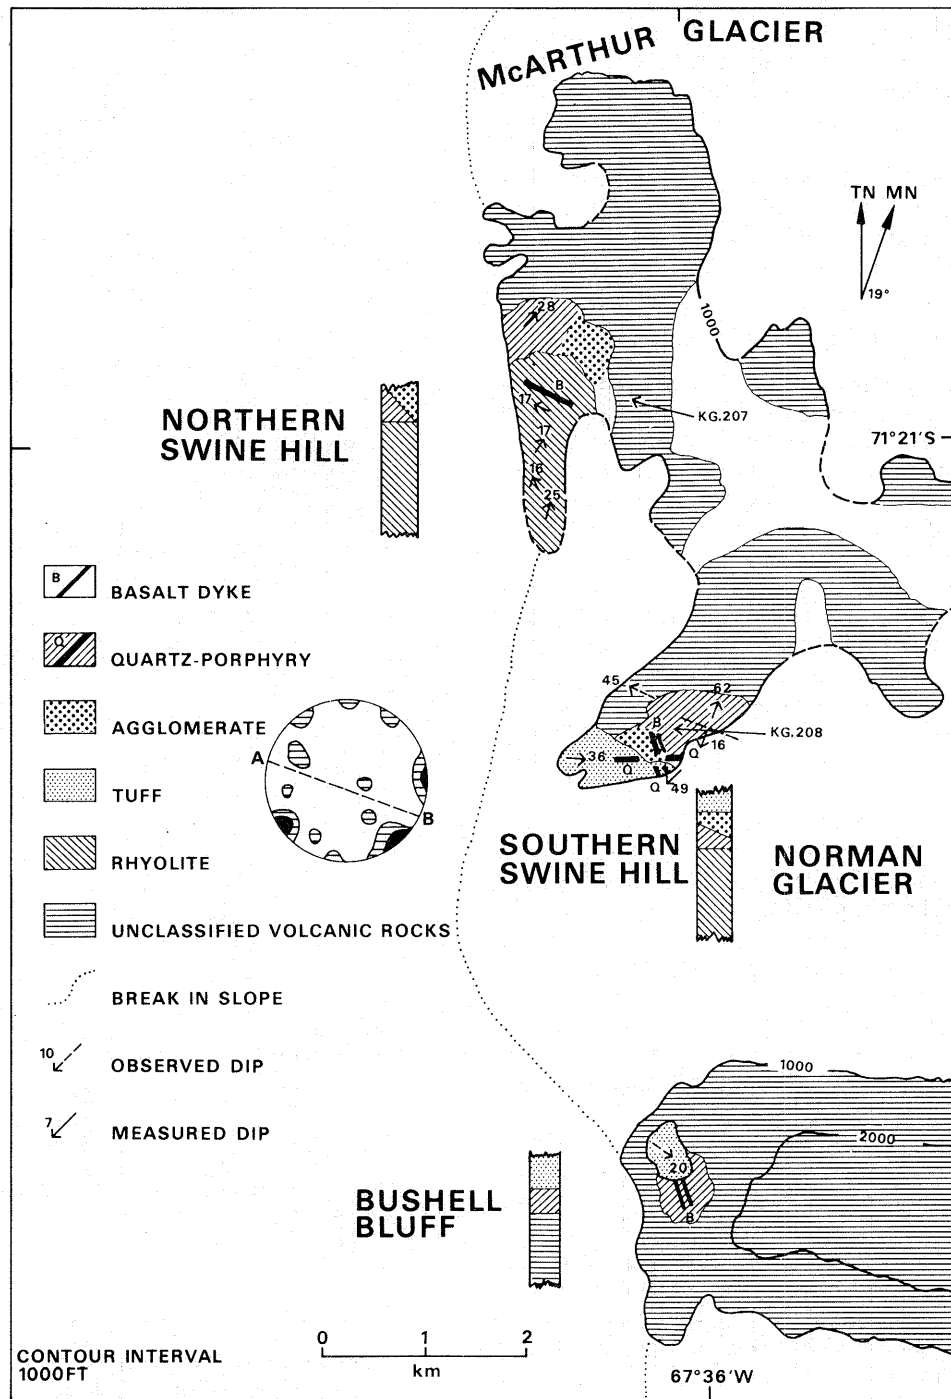 McARTHUR GLACIER
TN MN
19°
1000
28
B
17
17
16
25
KG.207
71°21'S
NORTHERN
SWINE HILL
B
BASALT DYKE
Q
QUARTZ-PORPHYRY
AGGLOMERATE
TUFF
RHYOLITE
UNCLASSIFIED VOLCANIC ROCKS
BREAK IN SLOPE
10
OBSERVED DIP
7
MEASURED DIP
A
B
45
62
B
KG.208
16
36
Q
Q
Q
49
SOUTHERN
SWINE HILL
NORMAN
GLACIER
1000
2000
20
B
BUSHELL
BLUFF
0 1 2
km
CONTOUR INTERVAL
1000FT
67°36'W